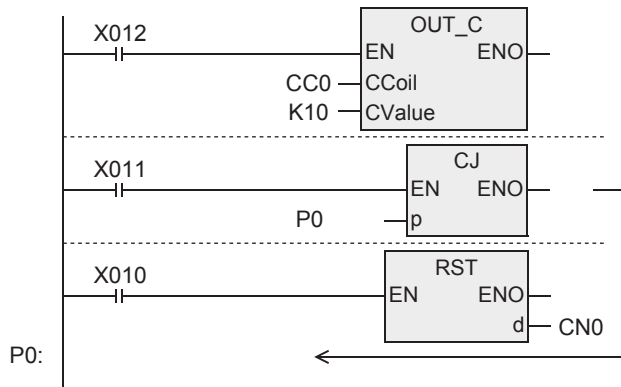 X012
OUT_C
EN ENO
CC0 CCoil
K10 CValue
X011
CJ
EN ENO
P0 p
X010
RST
EN ENO
d CN0
P0: